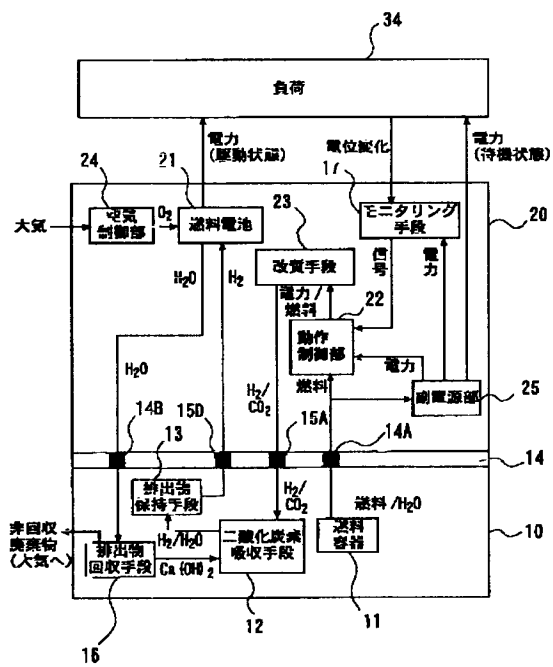 34
負荷
電力
(駆動状態)
電位変化
電力
(待機状態)
24
21
17
20
大気
空気
制御部
O2
燃料電池
23
モニタリング
手段
改質手段
H2O
H2
電力/
燃料
22
信号
電力
動作
制御部
燃料
電力
副電源部
25
H2O
H2/
CO2
14B
13
15D
15A
14A
14
排出物
保持手段
H2/
CO2
燃料/H2O
10
非回収
廃棄物
(大気へ)
排出物
回収手段
H2/H2O
Ca(OH)2
二酸化炭素
吸収手段
燃料
容器
16
12
11